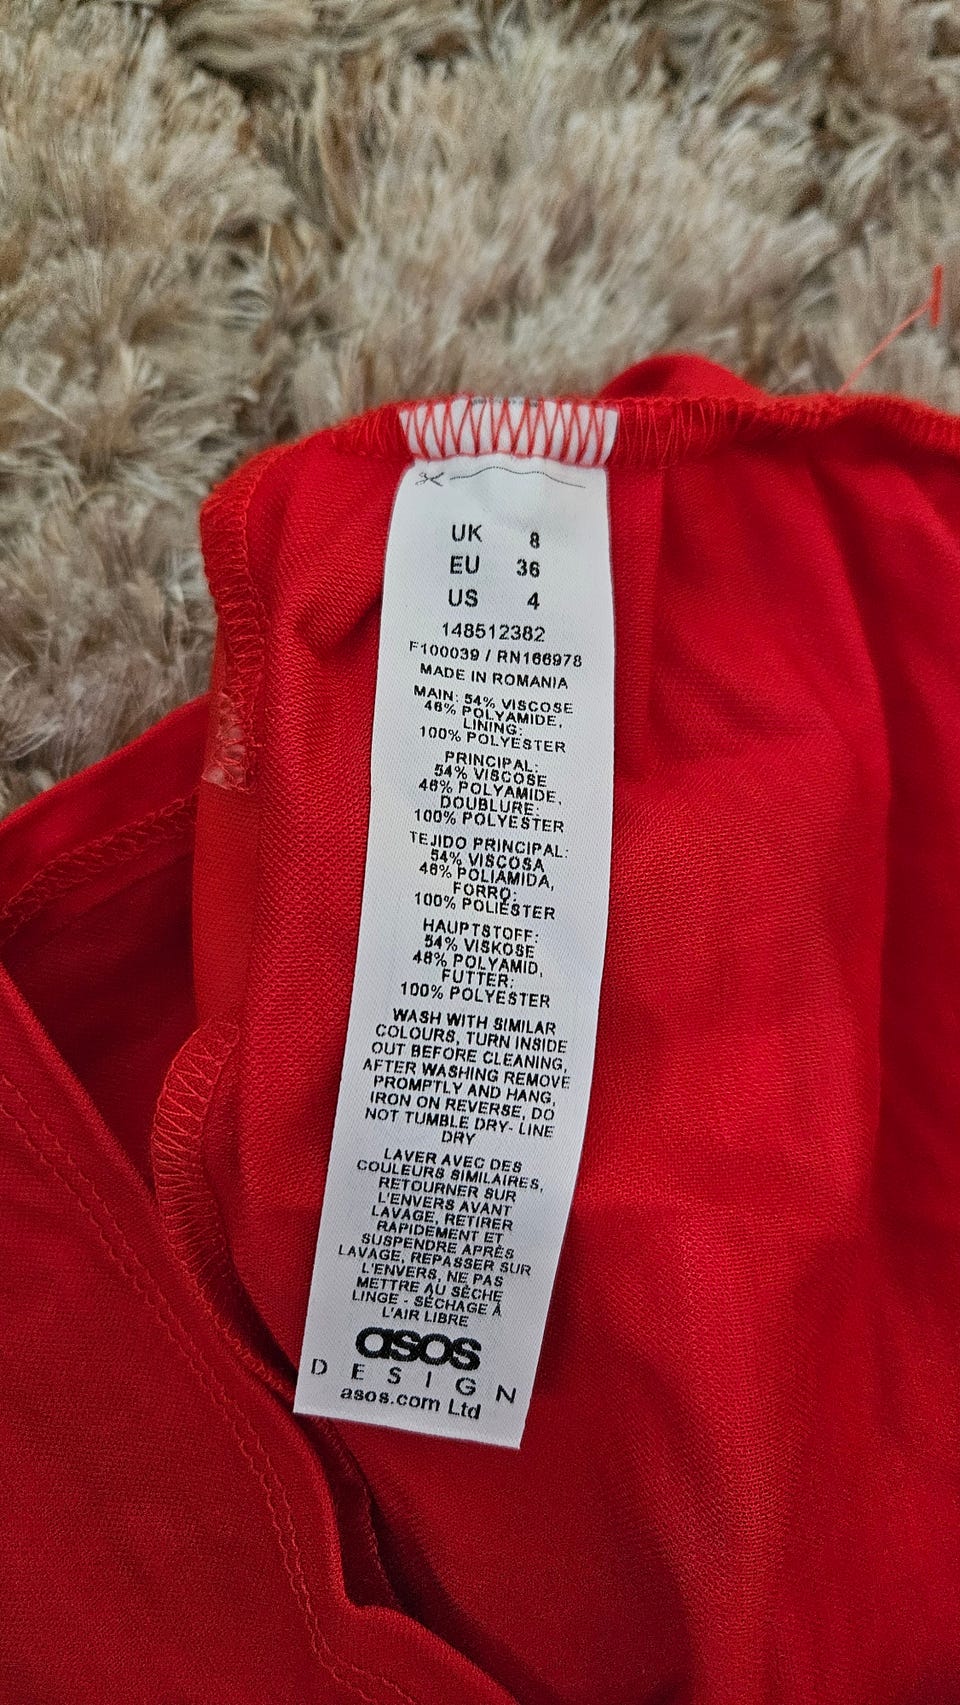 UK 8
EU 36
US 4
148512382
F100039 / RN166978
MADE IN ROMANIA
MAIN: 54% VISCOSE
46% POLYAMIDE,
LINING:
100% POLYESTER
PRINCIPAL:
54% VISCOSE
46% POLYAMIDE,
DOUBLURE:
100% POLYESTER
TEJIDO PRINCIPAL:
54% VISCOSA
46% POLIAMIDA,
FORRO:
100% POLIÉSTER
HAUPTSTOFF:
54% VISKOSE
46% POLYAMID,
FUTTER:
100% POLYESTER
WASH WITH SIMILAR
COLOURS, TURN INSIDE
OUT BEFORE CLEANING,
AFTER WASHING REMOVE
PROMPTLY AND HANG,
IRON ON REVERSE, DO
NOT TUMBLE DRY- LINE
DRY
LAVER AVEC DES
COULEURS SIMILAIRES,
RETOURNER SUR
L'ENVERS AVANT
LAVAGE, RETIRER
RAPIDEMENT ET
SUSPENDRE APRÈS
LAVAGE, REPASSER SUR
L'ENVERS, NE PAS
METTRE AU SÈCHE
LINGE - SÉCHAGE À
L'AIR LIBRE
asos
DESIGN
asos.com Ltd